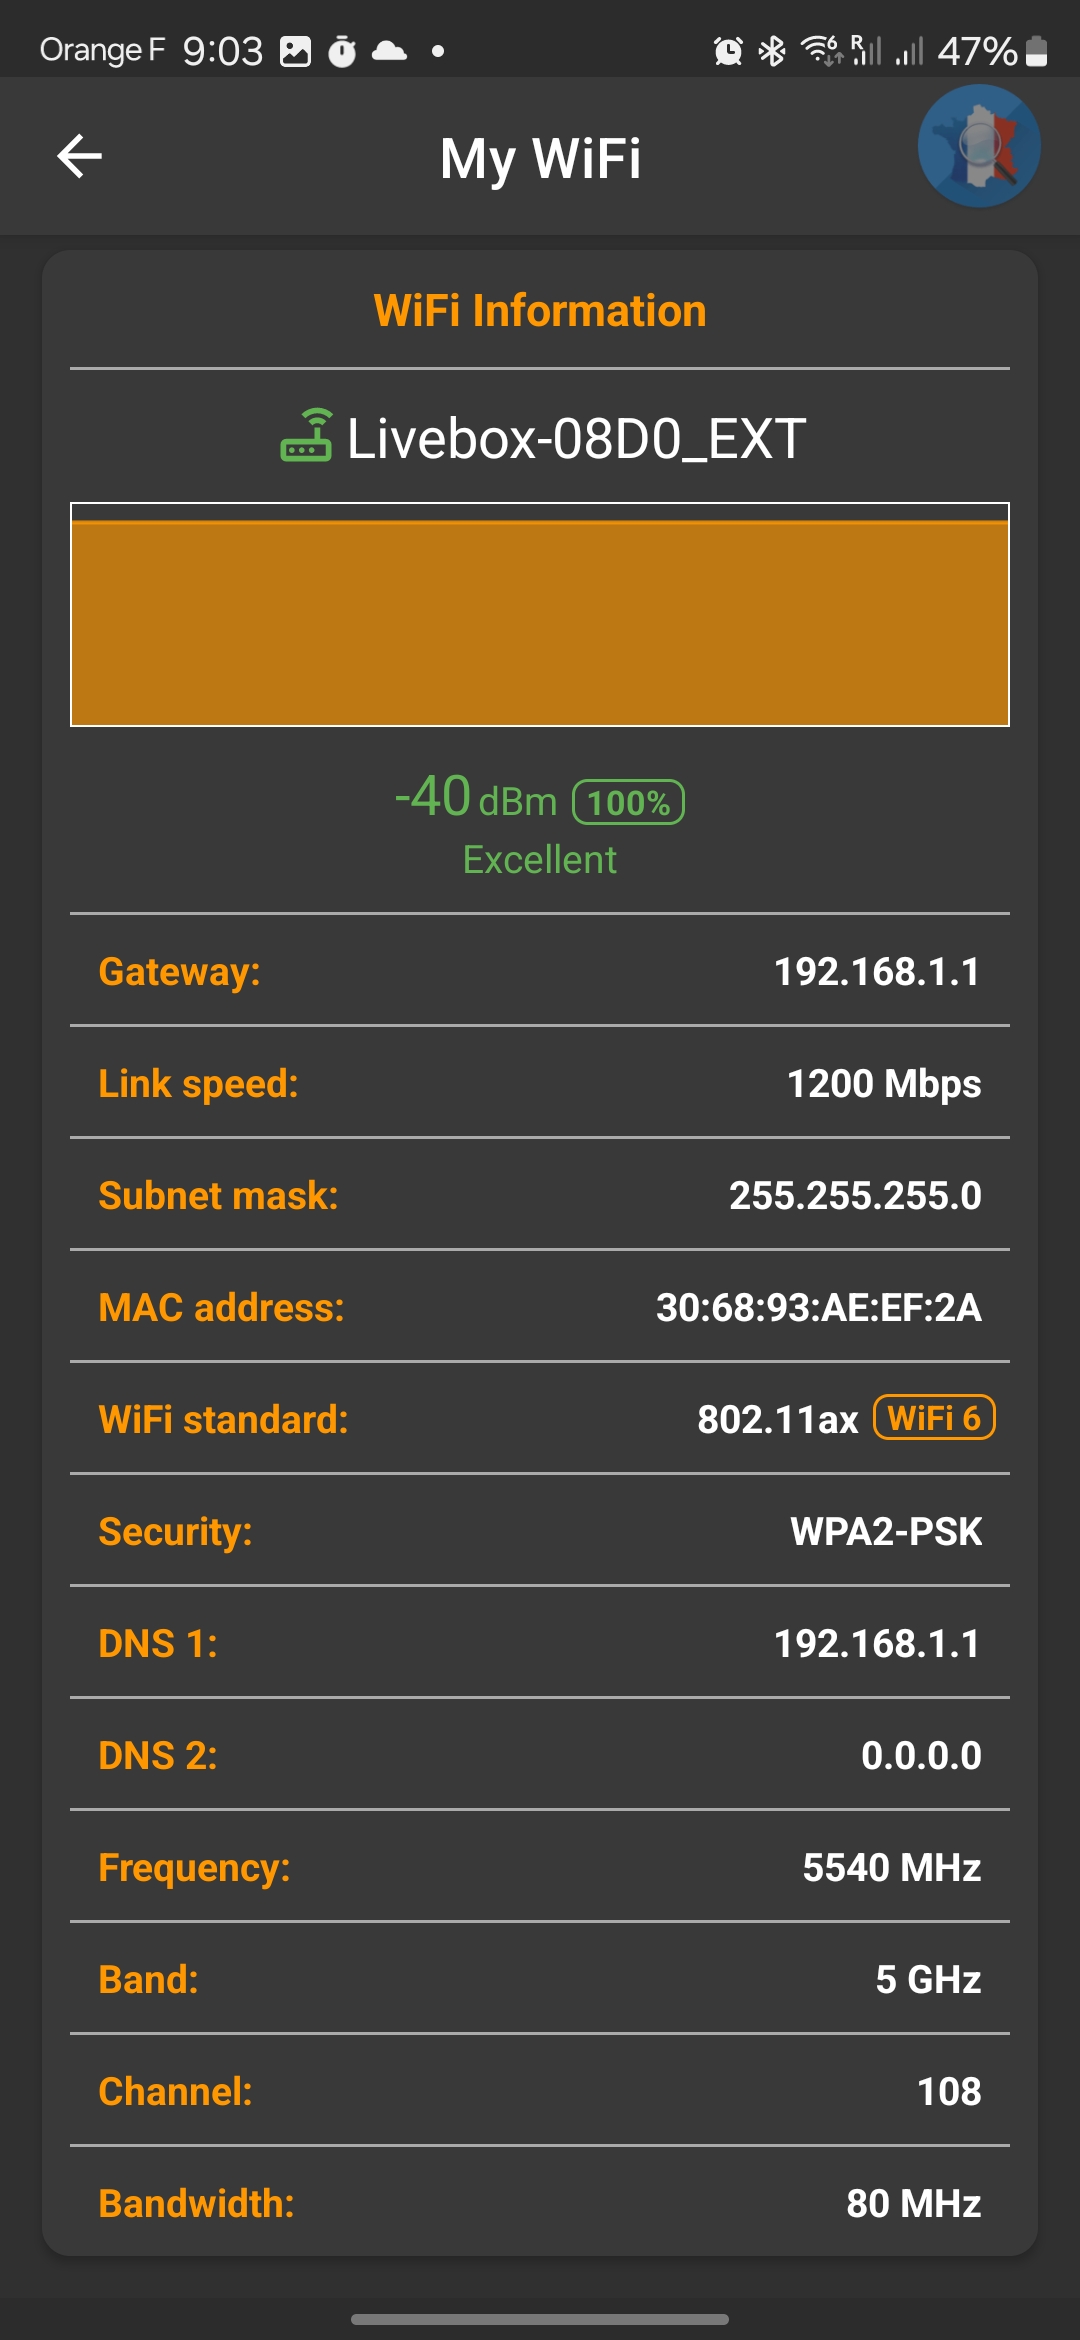 Orange F 9:03 6 R 47%
My WiFi
WiFi Information
Livebox-08D0_EXT
-40 dBm 100%
Excellent
Gateway: 192.168.1.1
Link speed: 1200 Mbps
Subnet mask: 255.255.255.0
MAC address: 30:68:93:AE:EF:2A
WiFi standard: 802.11ax WiFi 6
Security: WPA2-PSK
DNS 1: 192.168.1.1
DNS 2: 0.0.0.0
Frequency: 5540 MHz
Band: 5 GHz
Channel: 108
Bandwidth: 80 MHz